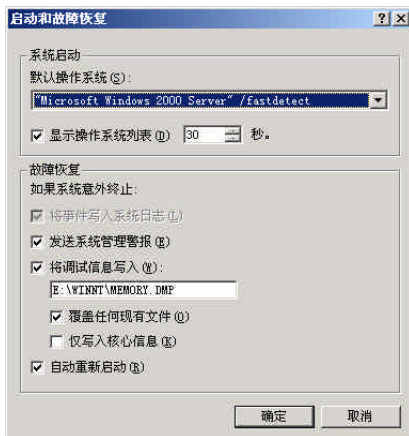 启动和故障恢复
系统启动
默认操作系统(S):
"Microsoft Windows 2000 Server" /fastdetect
显示操作系统列表(D) 30 秒。
故障恢复
如果系统意外终止:
将事件写入系统日志(L)
发送系统管理警报(E)
将调试信息写入(W):
E:\WINNT\MEMORY.DMP
覆盖任何现有文件(O)
仅写入核心信息(K)
自动重新启动(R)
确定 取消